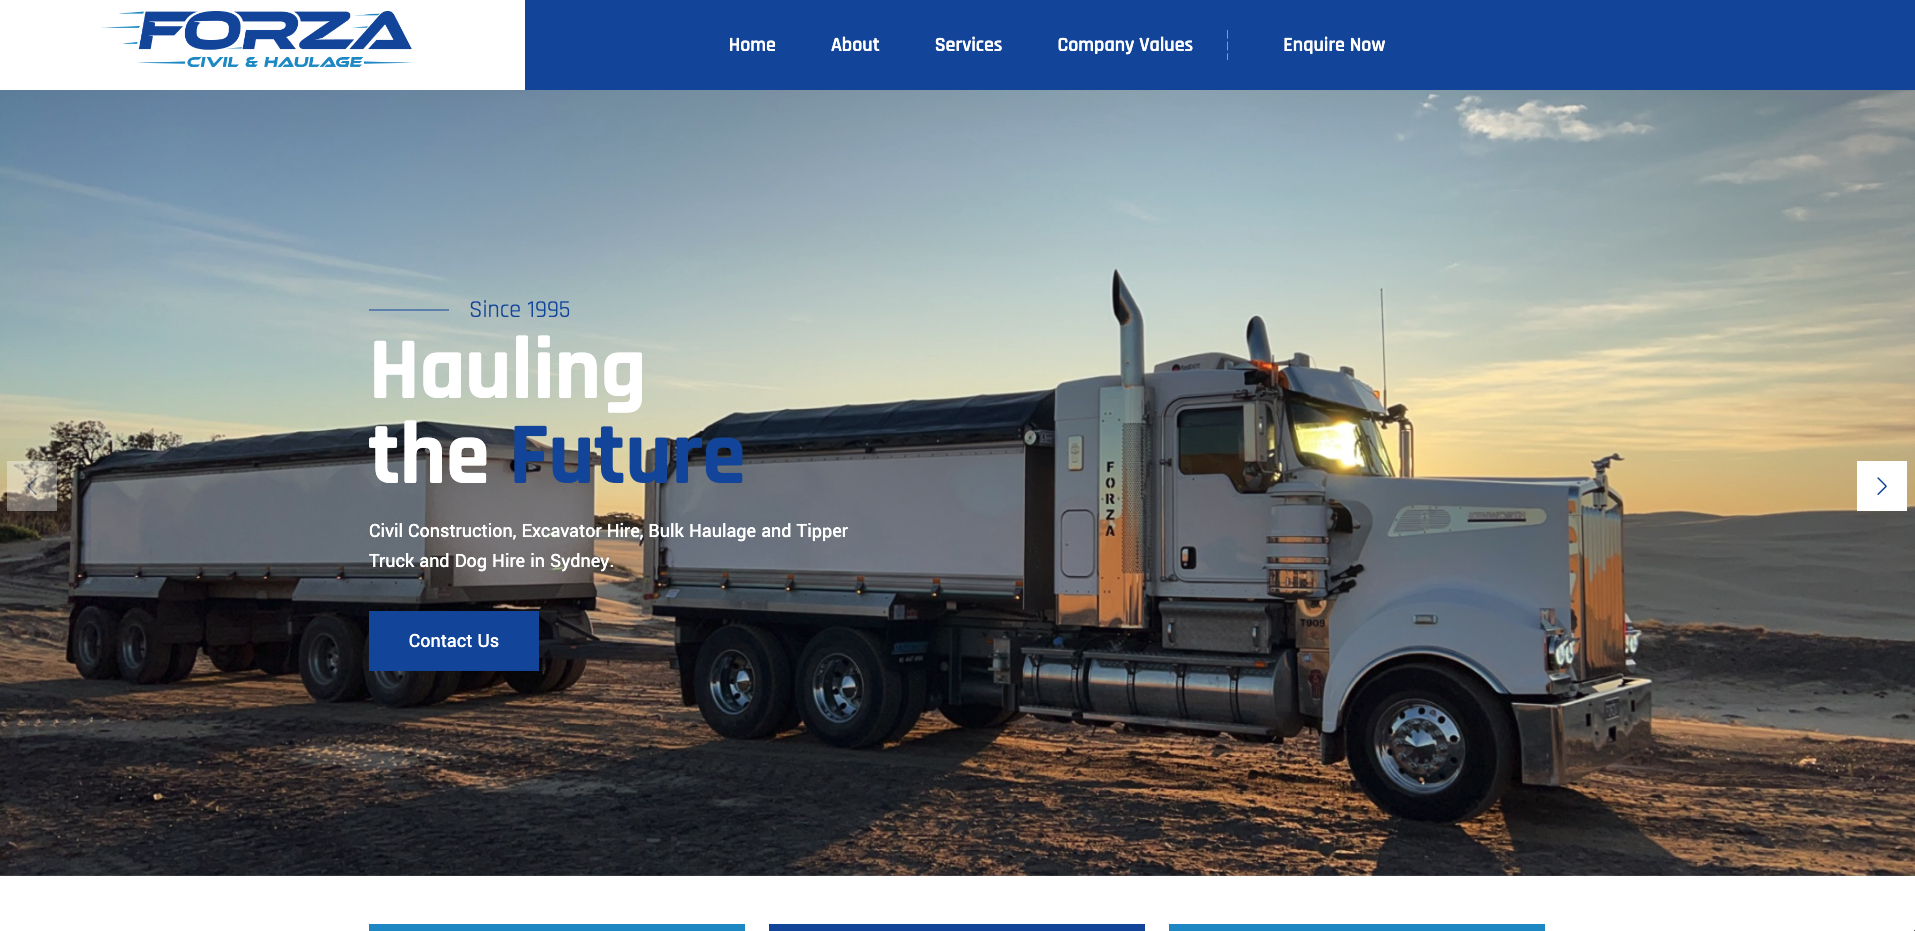 FORZA
CIVIL & HAULAGE
Home
About
Services
Company Values
Enquire Now
Since 1995
Hauling
the Future
Civil Construction, Excavator Hire, Bulk Haulage and Tipper
Truck and Dog Hire in Sydney.
Contact Us
FORZA
KENWORTH
T909